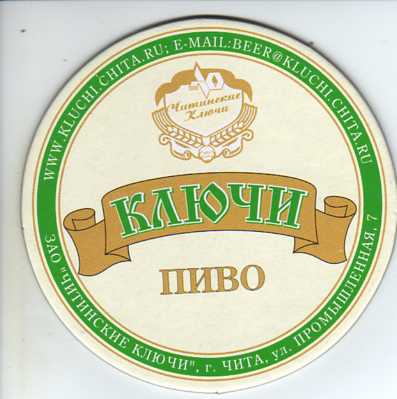 WWW.KLUCHI.CHITA.RU; E-MAIL:BEER@KLUCHI.CHITA.RU
Читинские
Ключи
КЛЮЧИ
ПИВО
ЗАО "ЧИТИНСКИЕ КЛЮЧИ", г. ЧИТА, ул. ПРОМЫШЛЕННАЯ, 7